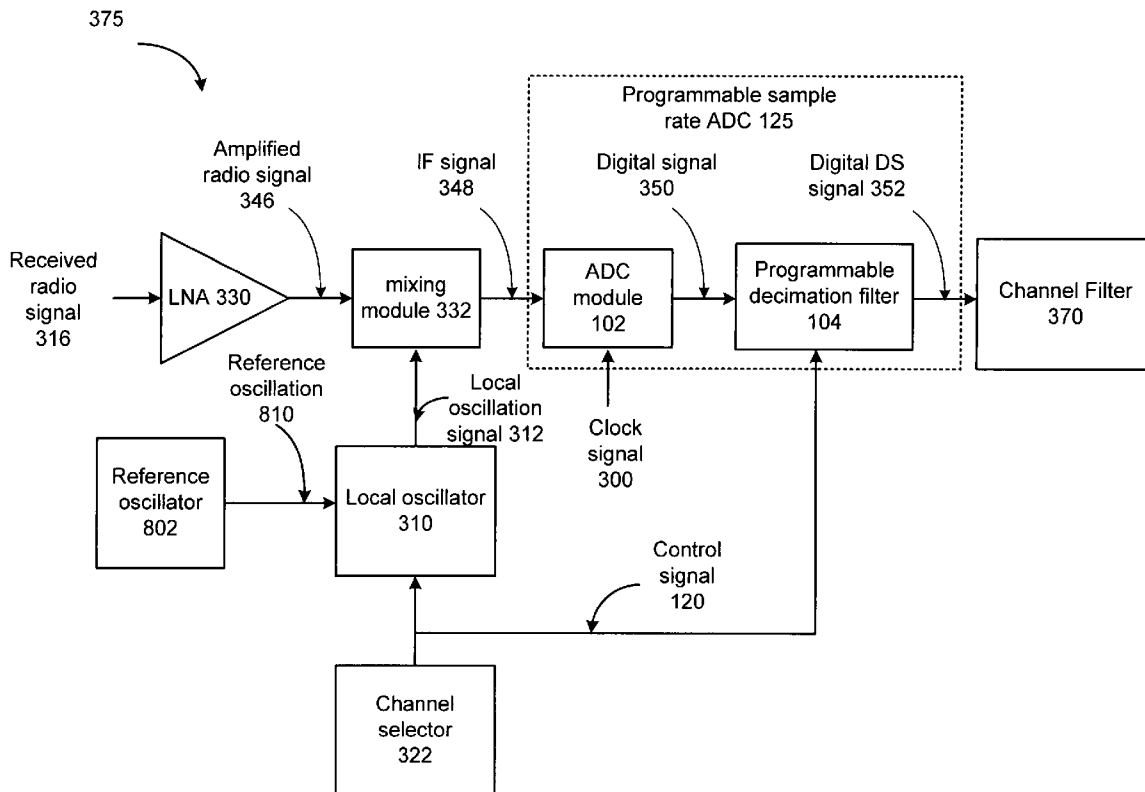 375
Programmable sample
rate ADC 125
Amplified
radio signal
346
IF signal
348
Digital signal
350
Digital DS
signal 352
Received
radio
signal
316
LNA 330
mixing
module 332
ADC
module
102
Programmable
decimation filter
104
Channel Filter
370
Reference
oscillation
810
Local
oscillation
signal 312
Clock
signal
300
Reference
oscillator
802
Local oscillator
310
Control
signal
120
Channel
selector
322